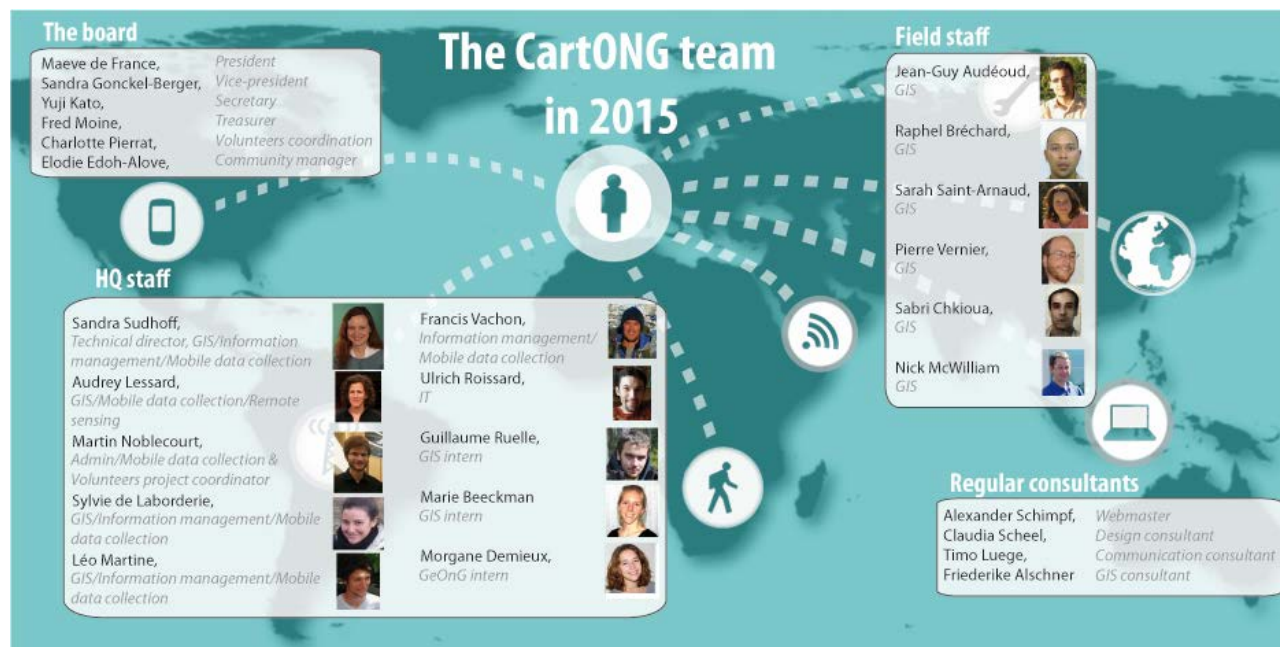 The CartONG team
in 2015
The board
Maeve de France, President
Sandra Gonckel-Berger, Vice-president
Yuji Kato, Secretary
Fred Moine, Treasurer
Charlotte Pierrat, Volunteers coordination
Elodie Edoh-Alove, Community manager
HQ staff
Sandra Sudhoff,
Technical director, GIS/Information
management/Mobile data collection
Audrey Lessard,
GIS/Mobile data collection/Remote
sensing
Martin Noblecourt,
Admin/Mobile data collection &
Volunteers project coordinator
Sylvie de Laborderie,
GIS/Information management/Mobile
data collection
Léo Martine,
GIS/Information management/Mobile
data collection
Francis Vachon,
Information management/
Mobile data collection
Ulrich Roissard,
IT
Guillaume Ruelle,
GIS intern
Marie Beeckman
GIS intern
Morgane Demieux,
GeOnG intern
Field staff
Jean-Guy Audéoud,
GIS
Raphel Bréchard,
GIS
Sarah Saint-Arnaud,
GIS
Pierre Vernier,
GIS
Sabri Chkioua,
GIS
Nick McWilliam
GIS
Regular consultants
Alexander Schimpf, Webmaster
Claudia Scheel, Design consultant
Timo Luege, Communication consultant
Friederike Alschner GIS consultant